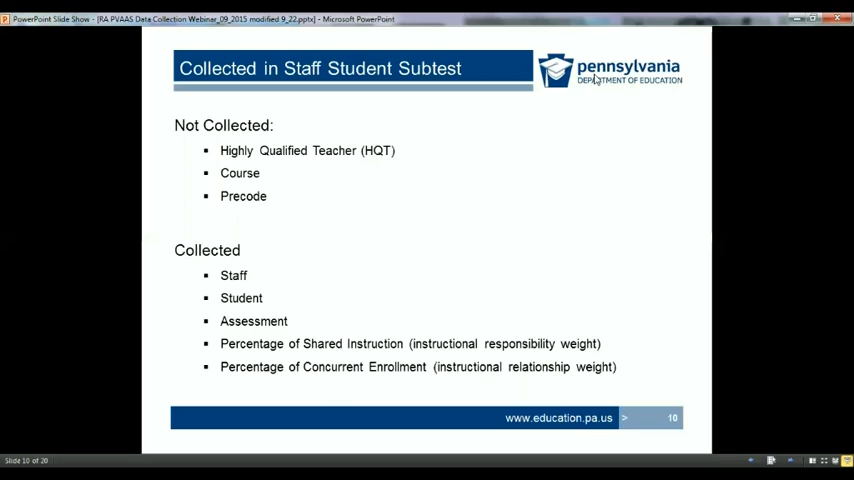 PowerPoint Slide Show - [RA PVAAS Data Collection Webinar_09_2015 modified 9_22.pptx] - Microsoft PowerPoint
Collected in Staff Student Subtest
pennsylvania
DEPARTMENT OF EDUCATION
Not Collected:
▪ Highly Qualified Teacher (HQT)
▪ Course
▪ Precode
Collected
▪ Staff
▪ Student
▪ Assessment
▪ Percentage of Shared Instruction (instructional responsibility weight)
▪ Percentage of Concurrent Enrollment (instructional relationship weight)
www.education.pa.us > 10
Slide 10 of 20